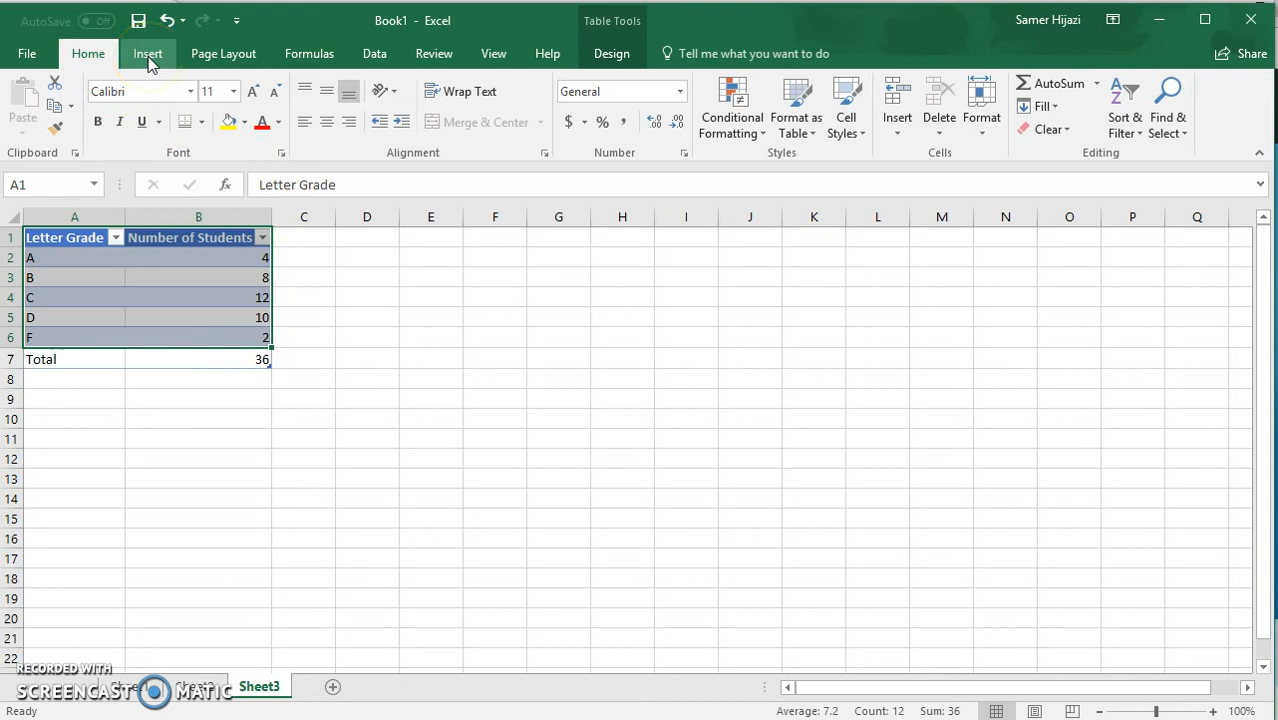 AutoSave Off Book1 - Excel Table Tools Samer Hijazi
File Home Insert Page Layout Formulas Data Review View Help Design Tell me what you want to do Share
Paste
Calibri 11
B I U
Wrap Text
Merge & Center
General
$ % ,
Conditional Formatting
Format as Table
Cell Styles
Insert Delete Format
AutoSum
Fill
Clear
Sort & Filter
Find & Select
Clipboard Font Alignment Number Styles Cells Editing
A1 fx Letter Grade
A B C D E F G H I J K L M N O P Q
1 Letter Grade Number of Students
2 A 4
3 B 8
4 C 12
5 D 10
6 F 2
7 Total 36
8
9
10
11
12
13
14
15
16
17
18
19
20
21
22
RECORDED WITH
SCREENCAST MATIC
Sheet3
Ready Average: 7.2 Count: 12 Sum: 36 100%